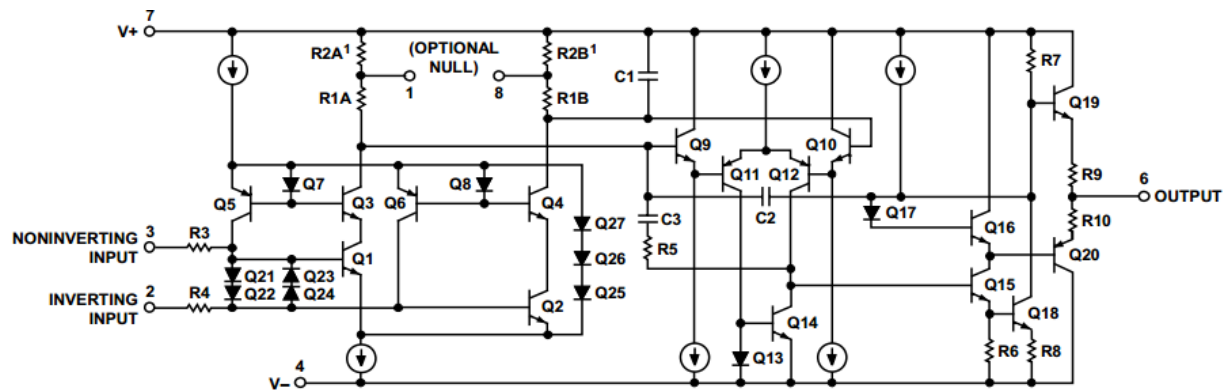 7
V+
R2A1
(OPTIONAL
NULL)
R2B1
1
8
R1A
R1B
C1
R7
Q19
Q9
Q10
Q11
Q12
R9
6
OUTPUT
Q7
Q8
Q5
Q3
Q6
Q4
C3
C2
Q17
R10
Q27
Q16
NONINVERTING
INPUT
3
R3
R5
Q20
Q1
Q26
Q21
Q23
Q22
Q24
Q25
Q15
INVERTING
INPUT
2
R4
Q2
Q14
Q18
Q13
R6
R8
4
V–